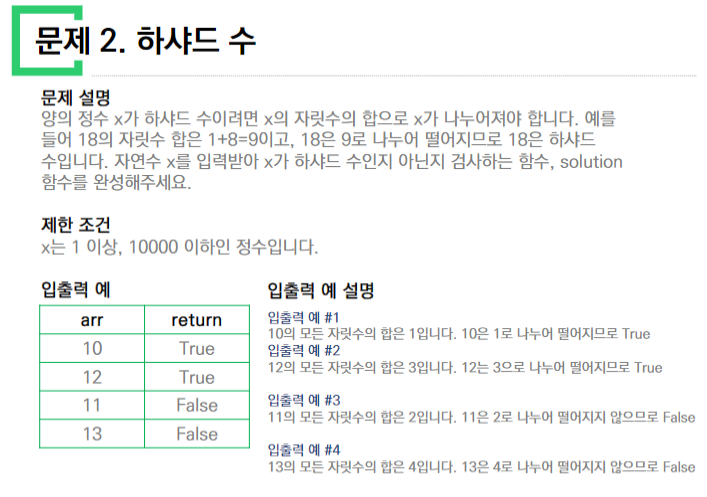 문제 2. 하샤드 수
문제 설명
양의 정수 x가 하샤드 수이려면 x의 자릿수의 합으로 x가 나누어져야 합니다. 예를
들어 18의 자릿수 합은 1+8=9이고, 18은 9로 나누어 떨어지므로 18은 하샤드
수입니다. 자연수 x를 입력받아 x가 하샤드 수인지 아닌지 검사하는 함수, solution
함수를 완성해주세요.
제한 조건
x는 1 이상, 10000 이하인 정수입니다.
입출력 예
arr return
10 True
12 True
11 False
13 False
입출력 예 설명
입출력 예 #1
10의 모든 자릿수의 합은 1입니다. 10은 1로 나누어 떨어지므로 True
입출력 예 #2
12의 모든 자릿수의 합은 3입니다. 12는 3으로 나누어 떨어지므로 True
입출력 예 #3
11의 모든 자릿수의 합은 2입니다. 11은 2로 나누어 떨어지지 않으므로 False
입출력 예 #4
13의 모든 자릿수의 합은 4입니다. 13은 4로 나누어 떨어지지 않으므로 False